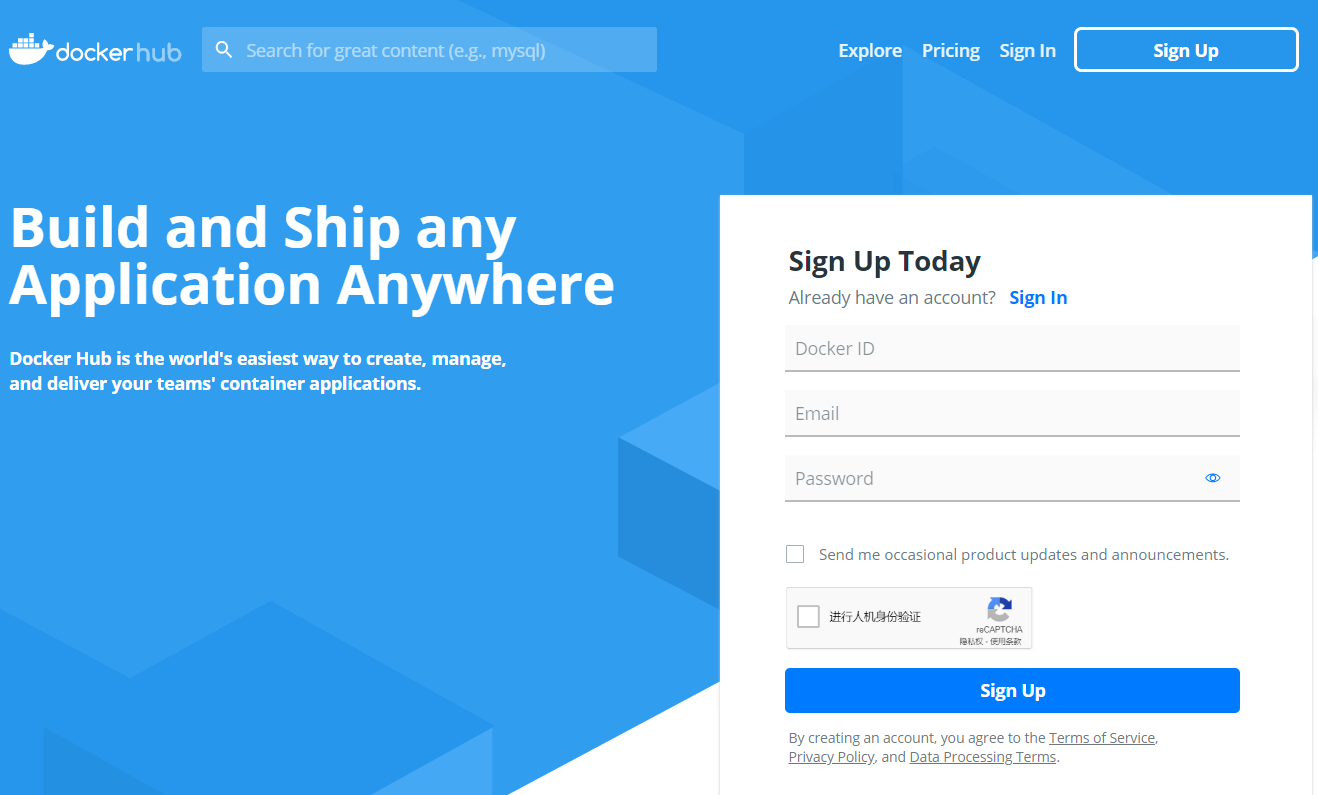 docker hub
Search for great content (e.g., mysql)
Explore
Pricing
Sign In
Sign Up
Build and Ship any
Application Anywhere
Docker Hub is the world's easiest way to create, manage,
and deliver your teams' container applications.
Sign Up Today
Already have an account? Sign In
Docker ID
Email
Password
Send me occasional product updates and announcements.
进行人机身份验证
reCAPTCHA
隐私权 - 使用条款
Sign Up
By creating an account, you agree to the Terms of Service,
Privacy Policy, and Data Processing Terms.